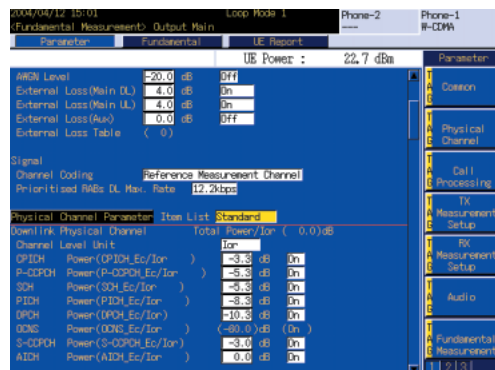 2004/04/12 15:01 Loop Mode 1 Phone-2 Phone-1
<Fundamental Measurement> Output Main ---- W-CDMA
Parameter Fundamental UE Report
UE Power : 22.7 dBm Parameter
AWGN Level -20.0 dB Off
External Loss(Main DL) 4.0 dB On
External Loss(Main UL) 4.0 dB On
External Loss(Aux) 0.0 dB Off
External Loss Table ( 0)
Signal
Channel Coding Reference Measurement Channel
Prioritised RABs DL Max. Rate 12.2kbps
Physical Channel Parameter Item List Standard
Downlink Physical Channel Total Power/Ior ( 0.0)dB
Channel Level Unit Ior
CPICH Power(CPICH_Ec/Ior ) -3.3 dB On
P-CCPCH Power(P-CCPCH_Ec/Ior ) -5.3 dB On
SCH Power(SCH_Ec/Ior ) -5.3 dB On
PICH Power(PICH_Ec/Ior ) -8.3 dB On
DPCH Power(DPCH_Ec/Ior) -10.3 dB On
OCNS Power(OCNS_Ec/Ior ) (-60.0)dB (On )
S-CCPCH Power(S-CCPCH_Ec/Ior) -3.0 dB On
AICH Power(AICH_Ec/Ior ) 0.0 dB On
TAG Common
TAG Physical Channel
TAG Call Processing
TAG TX Measurement Setup
TAG RX Measurement Setup
TAG Audio
TAG Fundamental Measurement
1 2 3